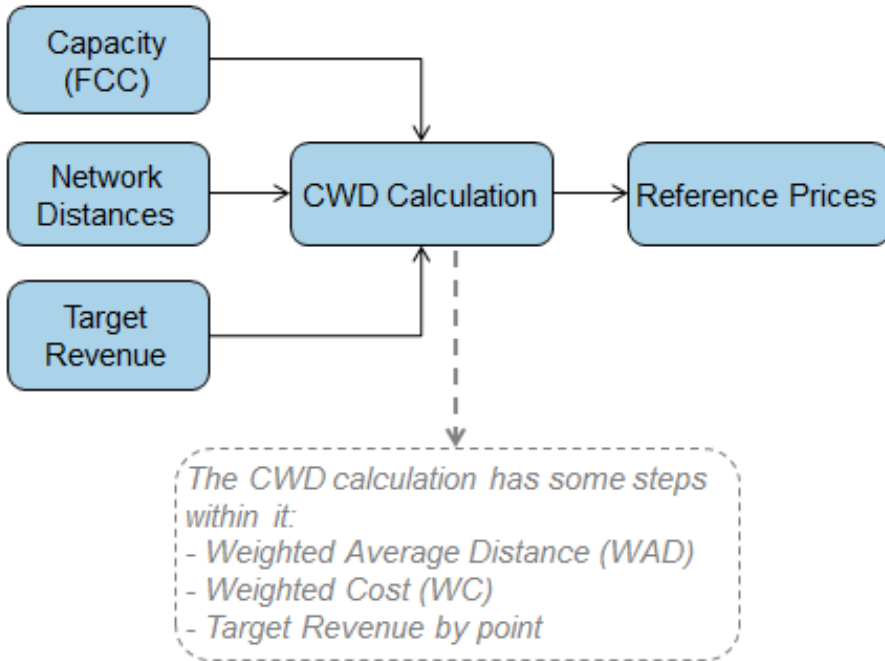 Capacity
(FCC)
Network
Distances
CWD Calculation
Reference Prices
Target
Revenue
The CWD calculation has some steps
within it:
- Weighted Average Distance (WAD)
- Weighted Cost (WC)
- Target Revenue by point